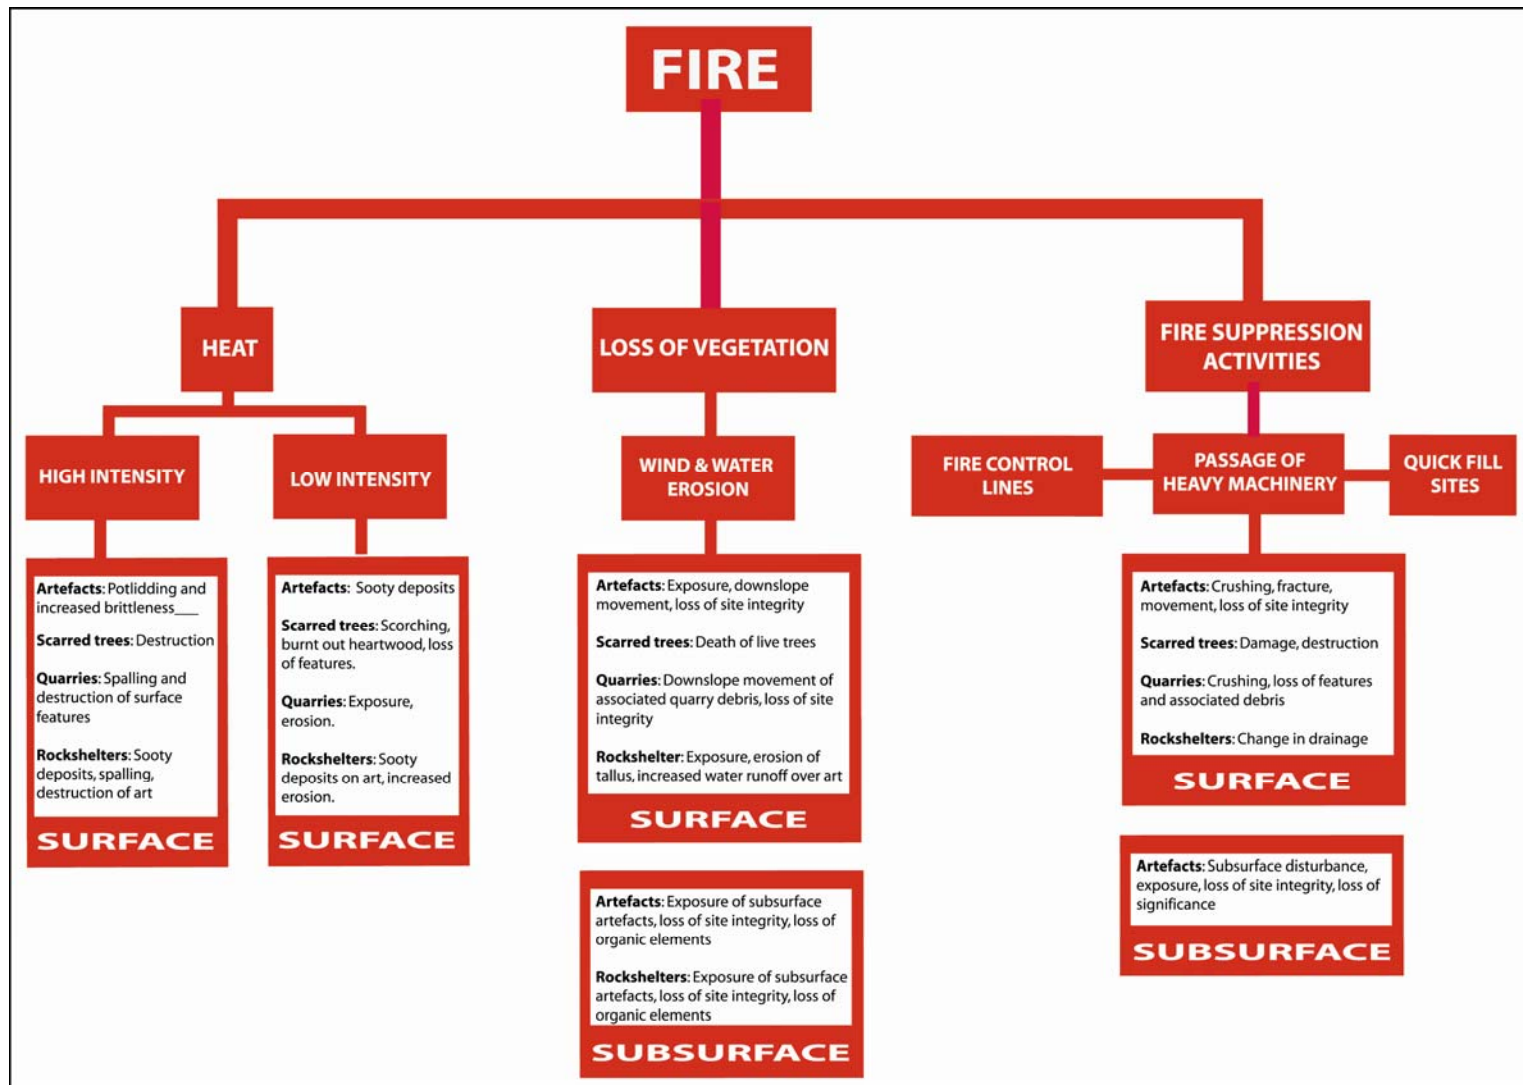 FIRE
HEAT
LOSS OF VEGETATION
FIRE SUPPRESSION
ACTIVITIES
HIGH INTENSITY
LOW INTENSITY
WIND & WATER
EROSION
FIRE CONTROL
LINES
PASSAGE OF
HEAVY MACHINERY
QUICK FILL
SITES
Artefacts: Potlidding and
increased brittleness___
Scarred trees: Destruction
Quarries: Spalling and
destruction of surface
features
Rockshelters: Sooty
deposits, spalling,
destruction of art
SURFACE
Artefacts: Sooty deposits
Scarred trees: Scorching,
burnt out heartwood, loss
of features.
Quarries: Exposure,
erosion.
Rockshelters: Sooty
deposits on art, increased
erosion.
SURFACE
Artefacts: Exposure, downslope
movement, loss of site integrity
Scarred trees: Death of live trees
Quarries: Downslope movement of
associated quarry debris, loss of site
integrity
Rockshelter: Exposure, erosion of
tallus, increased water runoff over art
SURFACE
Artefacts: Exposure of subsurface
artefacts, loss of site integrity, loss of
organic elements
Rockshelters: Exposure of subsurface
artefacts, loss of site integrity, loss of
organic elements
SUBSURFACE
Artefacts: Crushing, fracture,
movement, loss of site integrity
Scarred trees: Damage, destruction
Quarries: Crushing, loss of features
and associated debris
Rockshelters: Change in drainage
SURFACE
Artefacts: Subsurface disturbance,
exposure, loss of site integrity, loss of
significance
SUBSURFACE